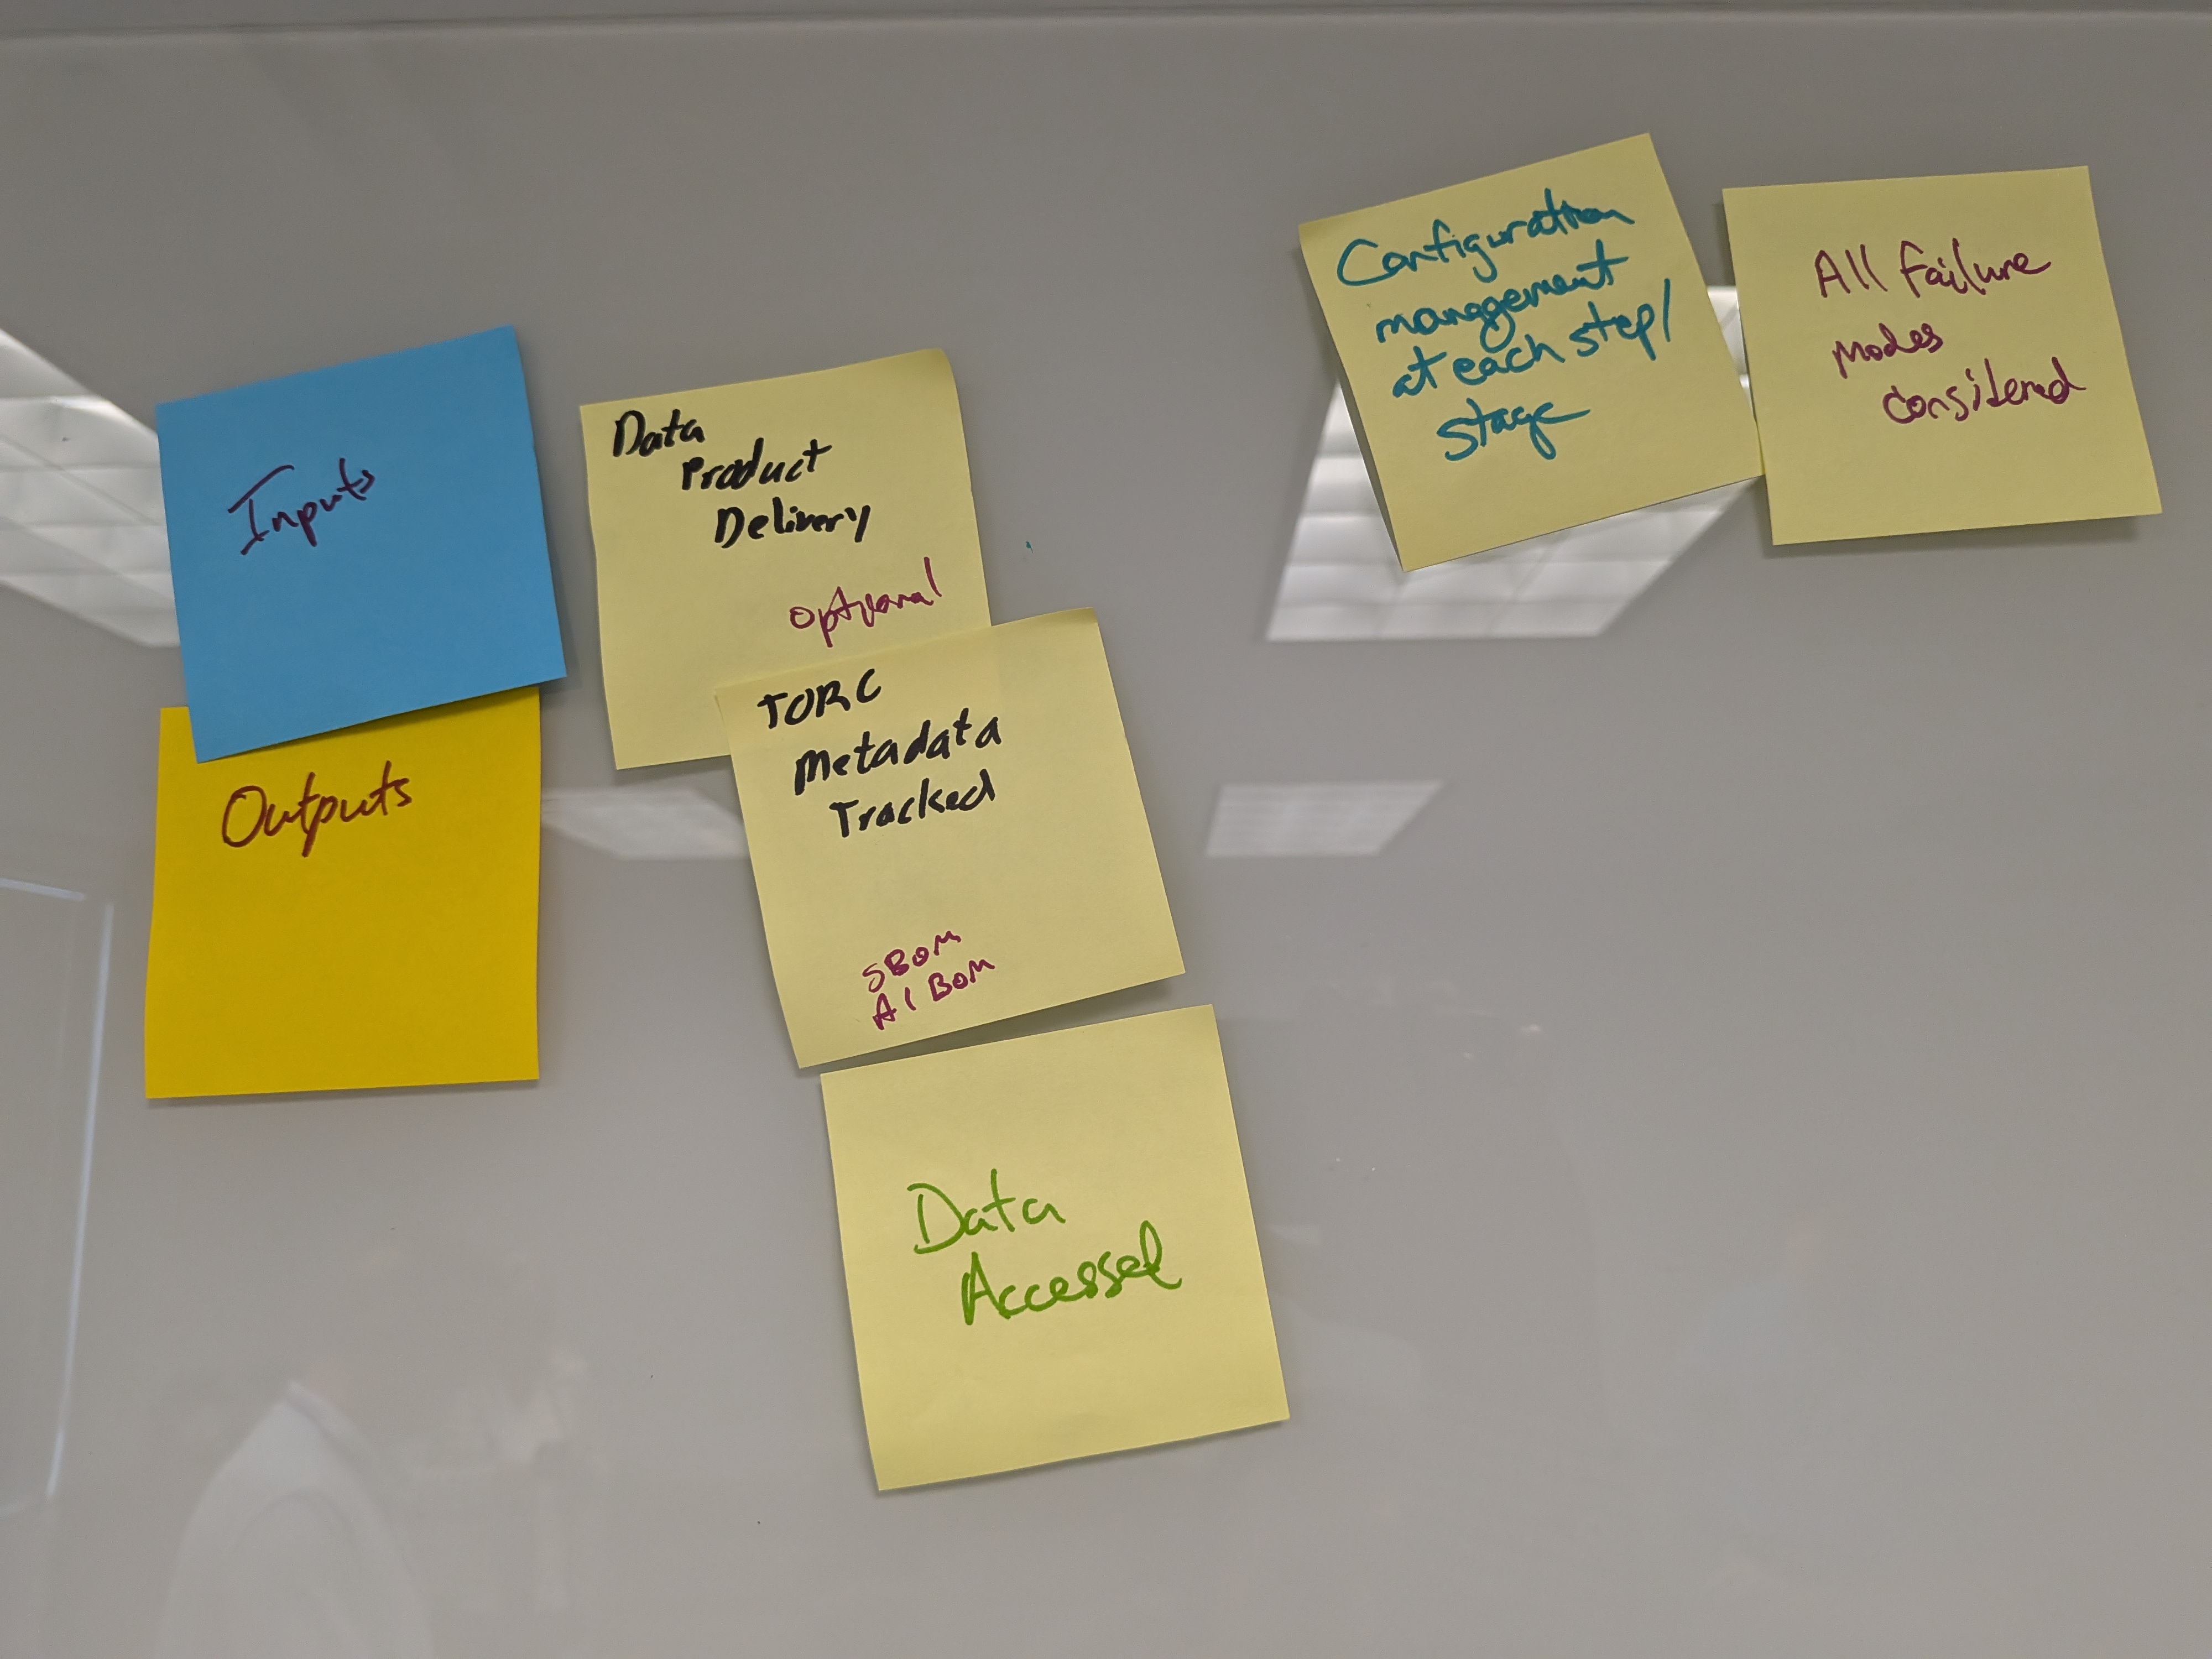 Inputs
Outputs
Data
Product
Delivery
optional
TORC
Metadata
Tracked
SBOM
AI BOM
Data
Accessed
Configuration
management
at each step/
stage
All Failure
Modes
Considered